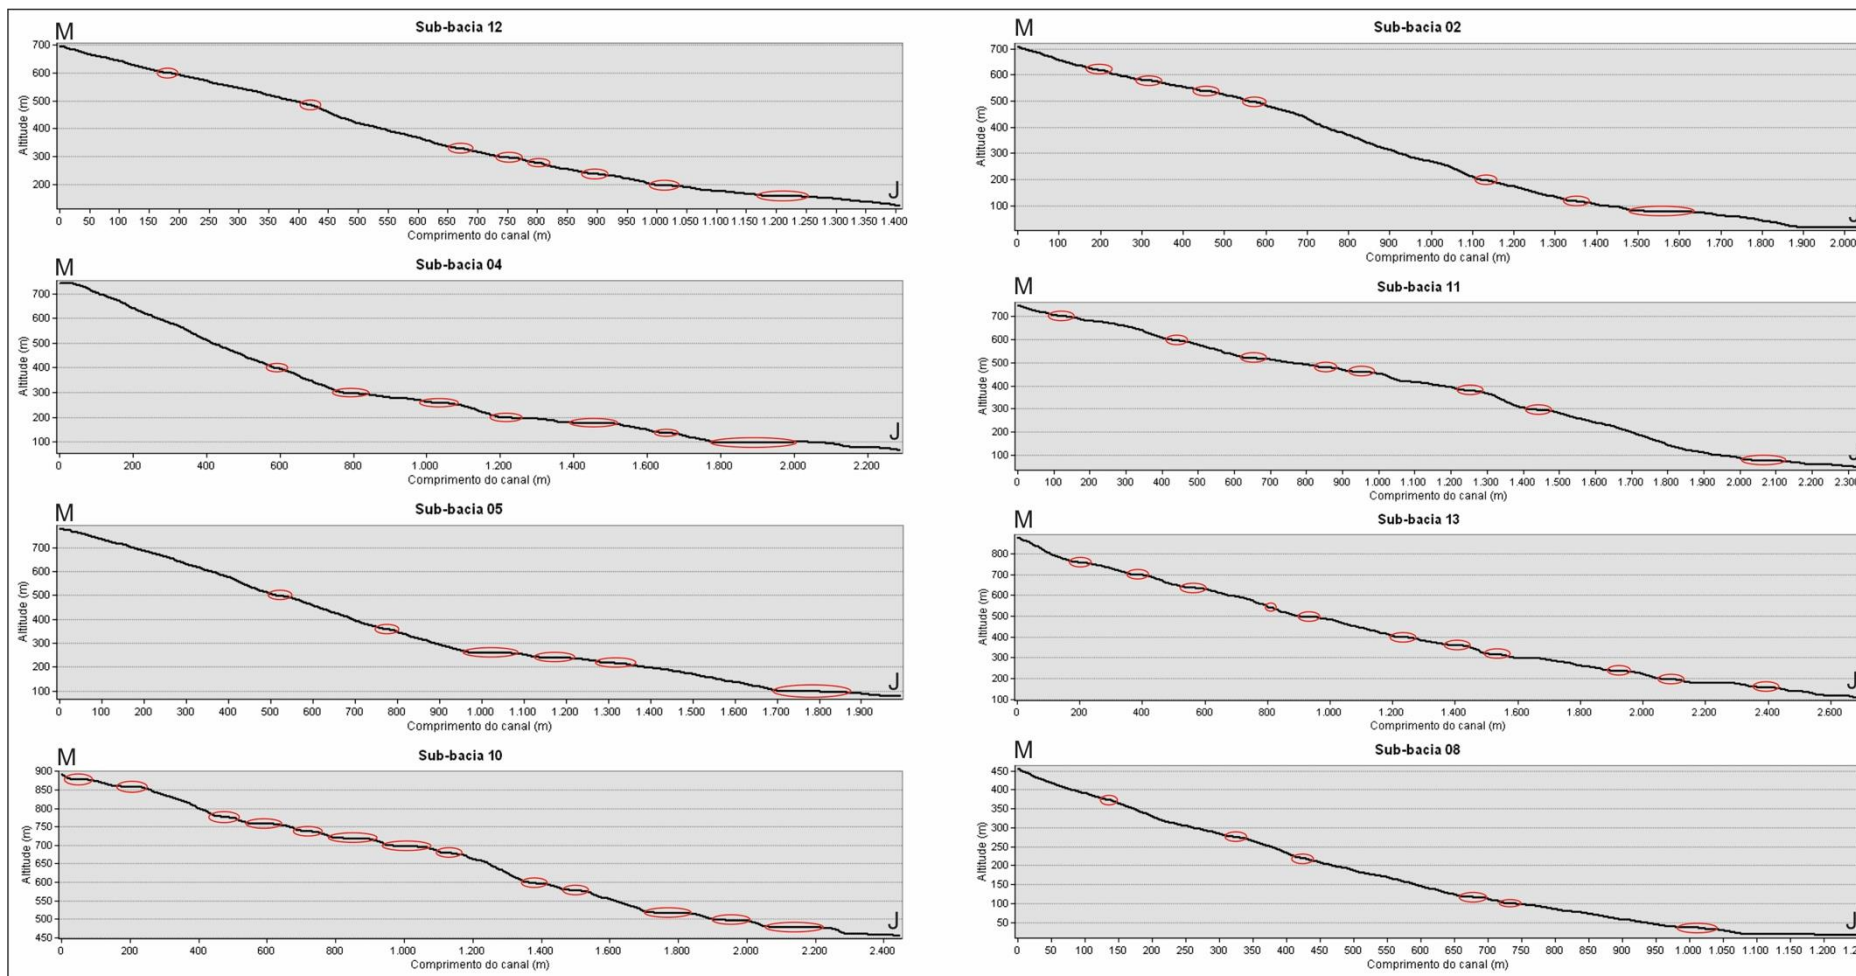 M
Sub-bacia 12
Altitude (m)
700
600
500
400
300
200
J
0 50 100 150 200 250 300 350 400 450 500 550 600 650 700 750 800 850 900 950 1.000 1.050 1.100 1.150 1.200 1.250 1.300 1.350 1.400
Comprimento do canal (m)
M
Sub-bacia 02
Altitude (m)
700
600
500
400
300
200
100
J
0 100 200 300 400 500 600 700 800 900 1.000 1.100 1.200 1.300 1.400 1.500 1.600 1.700 1.800 1.900 2.000
Comprimento do canal (m)
M
Sub-bacia 04
Altitude (m)
700
600
500
400
300
200
100
J
0 200 400 600 800 1.000 1.200 1.400 1.600 1.800 2.000 2.200
Comprimento do canal (m)
M
Sub-bacia 11
Altitude (m)
700
600
500
400
300
200
100
J
0 100 200 300 400 500 600 700 800 900 1.000 1.100 1.200 1.300 1.400 1.500 1.600 1.700 1.800 1.900 2.000 2.100 2.200 2.300
Comprimento do canal (m)
M
Sub-bacia 05
Altitude (m)
700
600
500
400
300
200
100
J
0 100 200 300 400 500 600 700 800 900 1.000 1.100 1.200 1.300 1.400 1.500 1.600 1.700 1.800 1.900
Comprimento do canal (m)
M
Sub-bacia 13
Altitude (m)
800
700
600
500
400
300
200
100
J
0 200 400 600 800 1.000 1.200 1.400 1.600 1.800 2.000 2.200 2.400 2.600
Comprimento do canal (m)
M
Sub-bacia 10
Altitude (m)
900
850
800
750
700
650
600
550
500
450
J
0 200 400 600 800 1.000 1.200 1.400 1.600 1.800 2.000 2.200 2.400
Comprimento do canal (m)
M
Sub-bacia 08
Altitude (m)
450
400
350
300
250
200
150
100
50
J
0 50 100 150 200 250 300 350 400 450 500 550 600 650 700 750 800 850 900 950 1.000 1.050 1.100 1.150 1.200
Comprimento do canal (m)